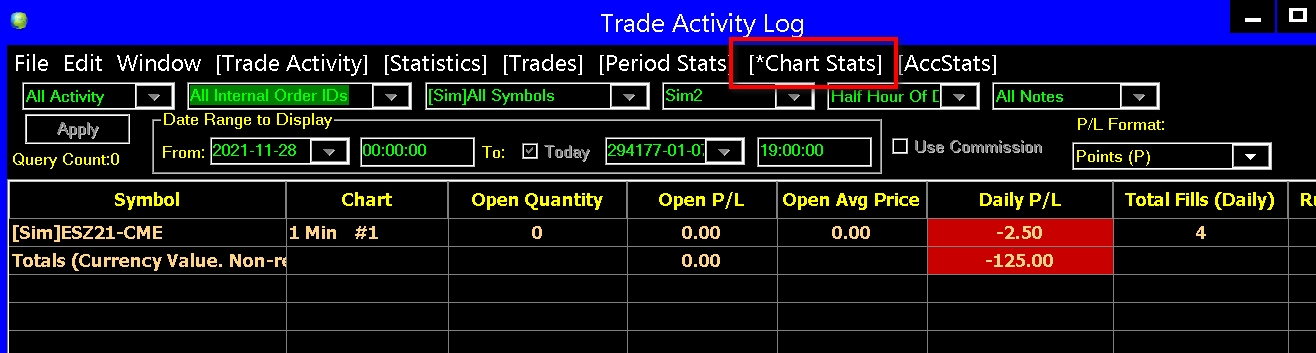 Trade Activity Log
File Edit Window [Trade Activity] [Statistics] [Trades] [Period Stats] [*Chart Stats] [AccStats]
All Activity All Internal Order IDs [Sim]All Symbols Sim2 Half Hour Of D All Notes
Apply Date Range to Display P/L Format:
Query Count:0 From: 2021-11-28 00:00:00 To: Today 294177-01-07 19:00:00 Use Commission Points (P)
Symbol Chart Open Quantity Open P/L Open Avg Price Daily P/L Total Fills (Daily) Ru
[Sim]ESZ21-CME 1 Min #1 0 0.00 0.00 -2.50 4
Totals (Currency Value. Non-re 0.00 -125.00